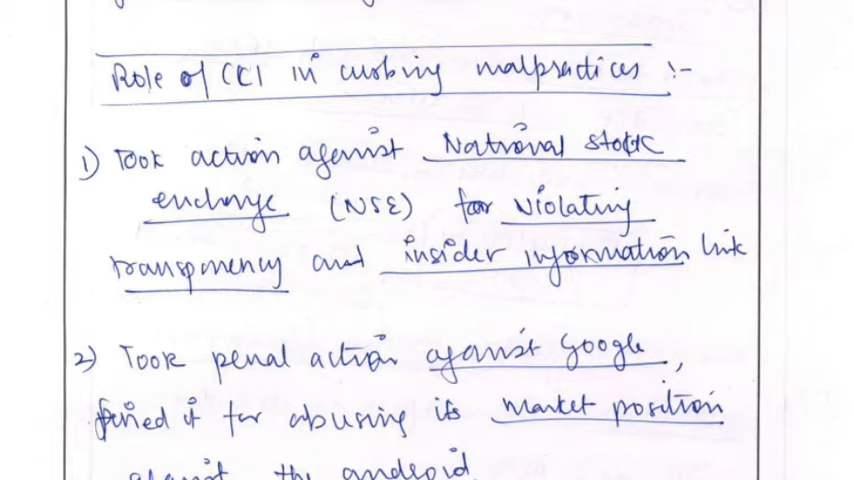 Role of CCI in curbing malpractices :-
1) Took action against National stock
exchange (NSE) for violating
transparency and insider information link
2) Took penal action against Google,
fined it for abusing its market position
against the android